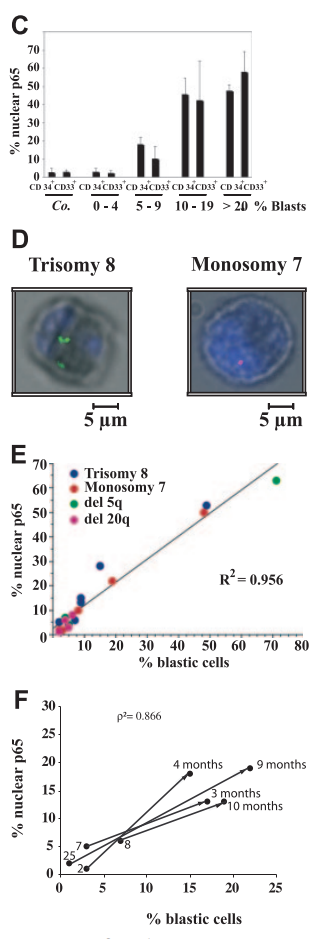 C
% nuclear p65
70
60
50
40
30
20
10
0
CD 34+CD33+ CD 34+CD33+ CD 34+CD33+ CD 34+CD33+ CD 34+CD33+
Co. 0 - 4 5 - 9 10 - 19 > 20 % Blasts
D
Trisomy 8 Monosomy 7
5 µm 5 µm
E
% nuclear p65
70
60
50
40
30
20
10
0
Trisomy 8
Monosomy 7
del 5q
del 20q
R2 = 0.956
10 20 30 40 50 60 70 80
% blastic cells
F
% nuclear p65
30
25
20
15
10
5
0
ρ²= 0.866
4 months
9 months
3 months
10 months
7
8
25
2
0 5 10 15 20 25
% blastic cells